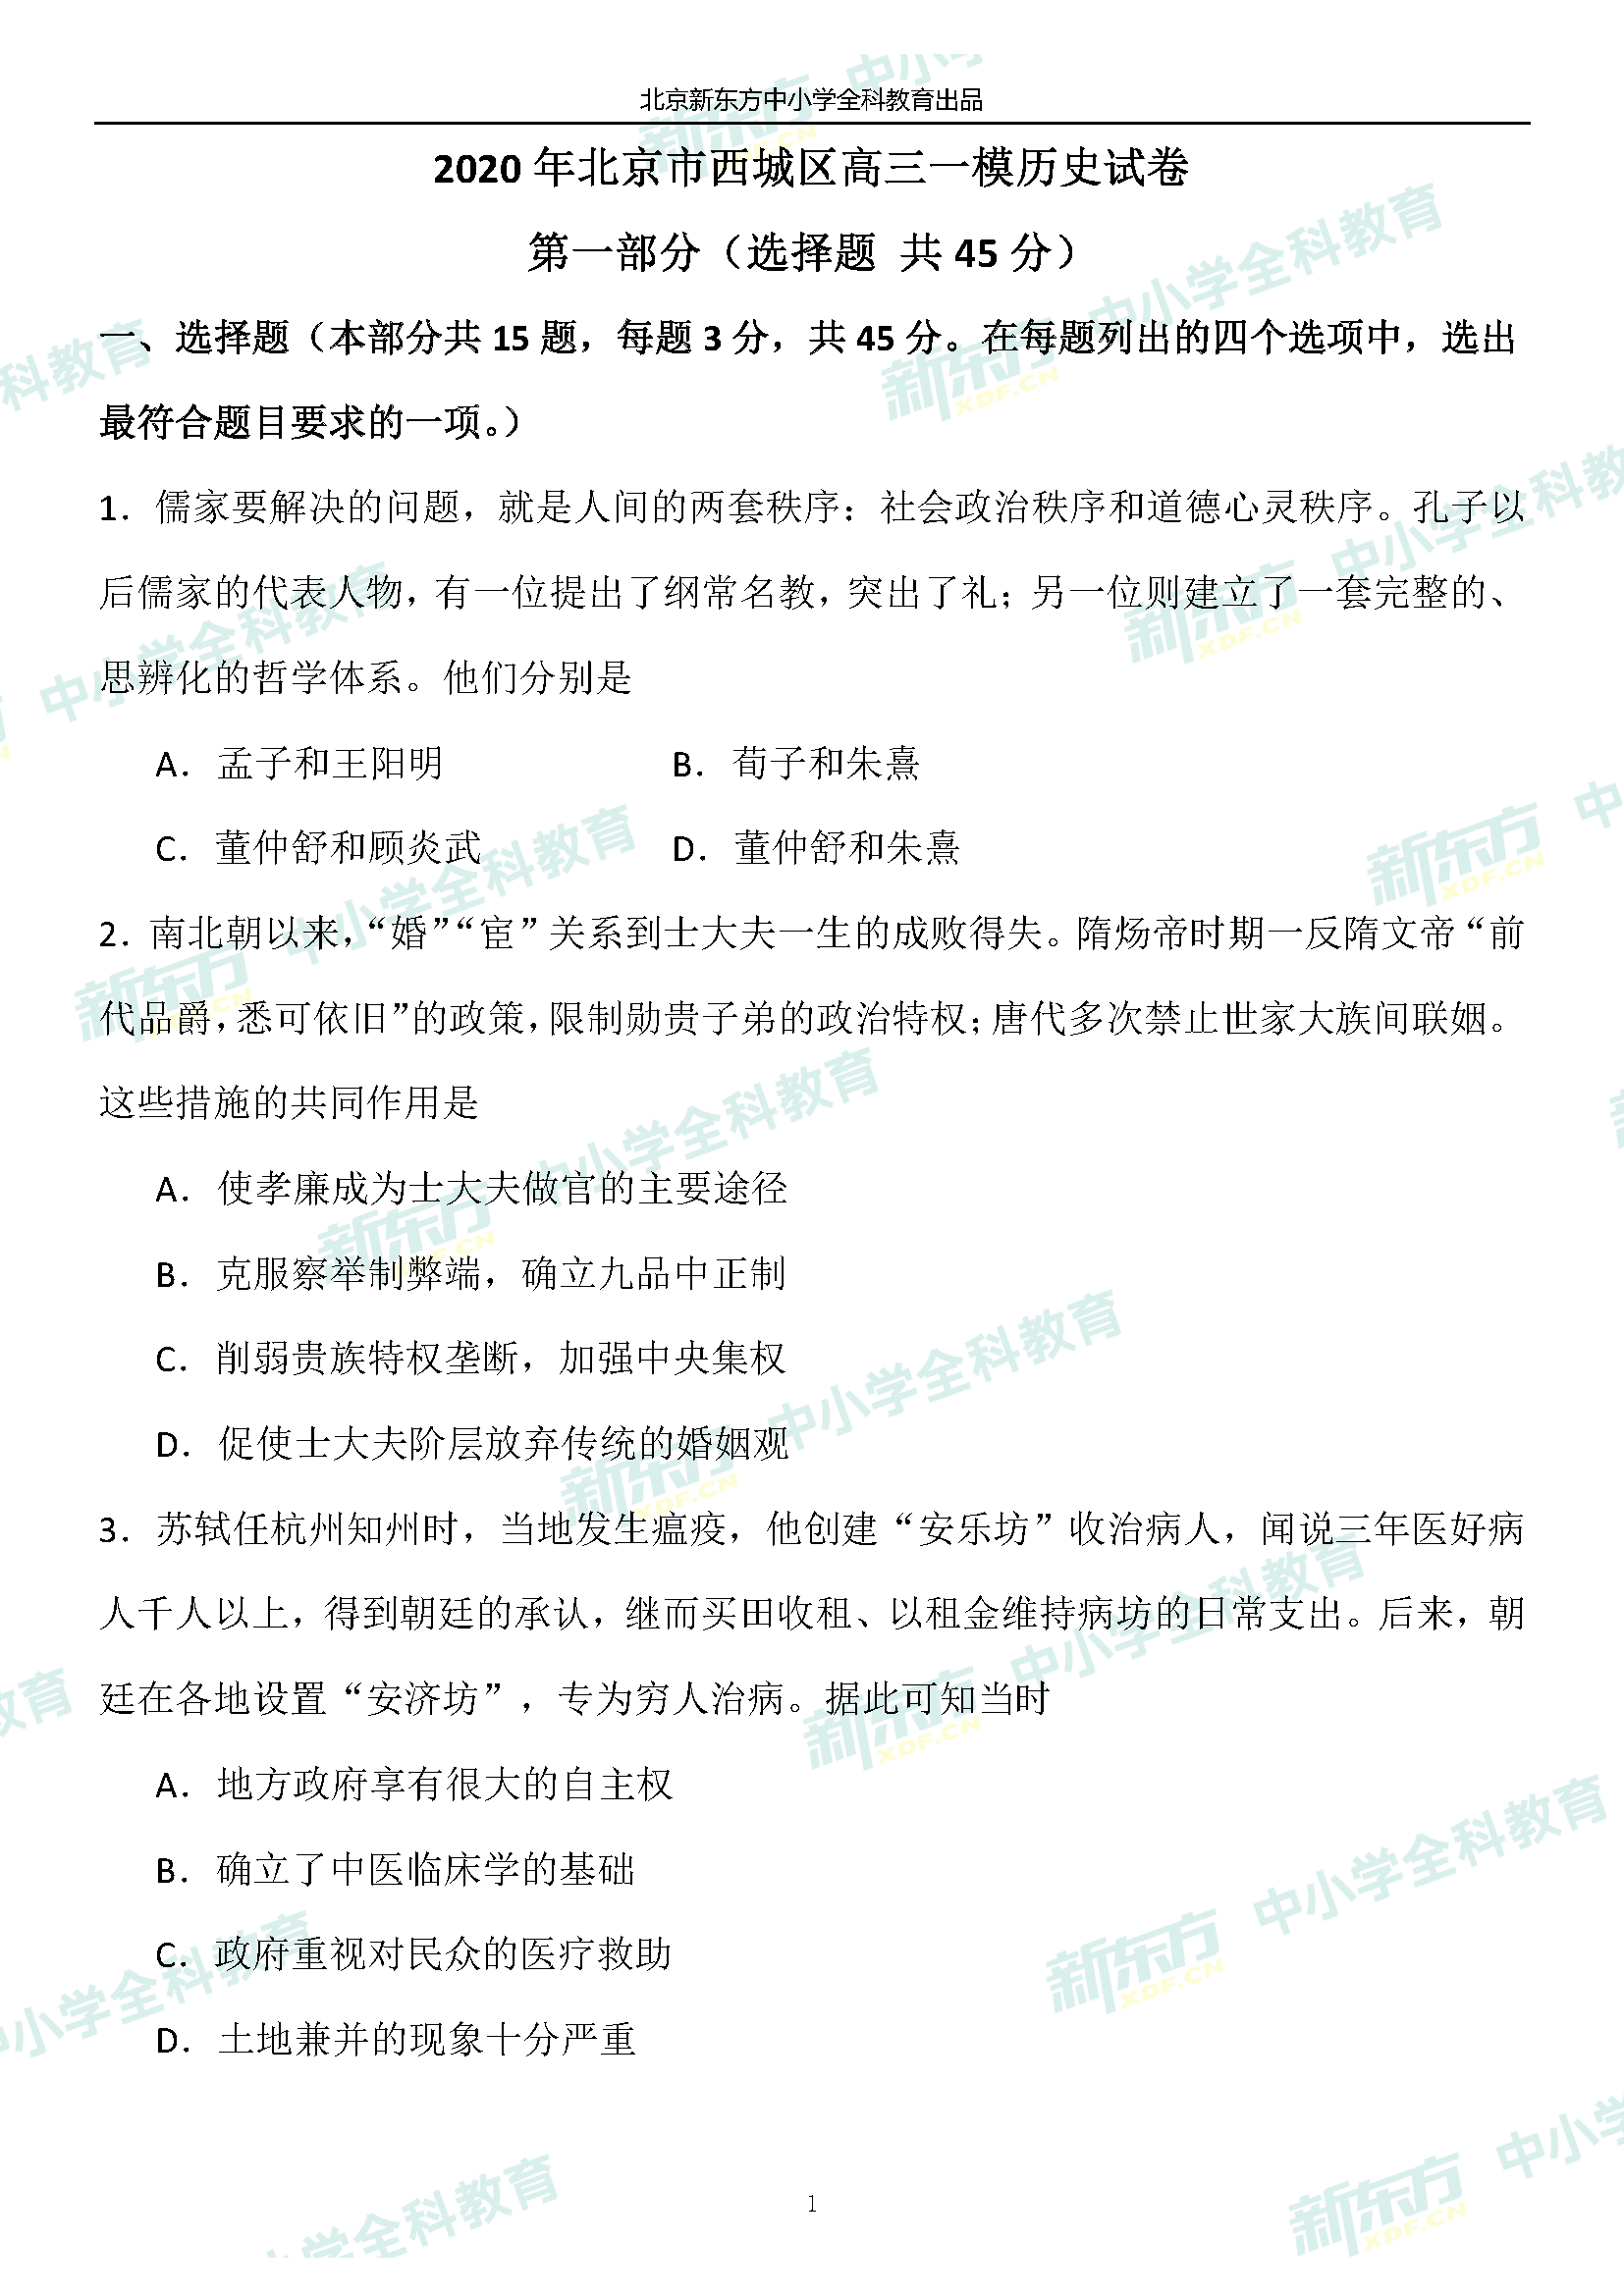 北京新东方中小学全科教育出品
2020 年北京市西城区高三一模历史试卷
第一部分（选择题 共 45 分）
一、选择题（本部分共 15 题，每题 3 分，共 45 分。在每题列出的四个选项中，选出
最符合题目要求的一项。）
1．儒家要解决的问题，就是人间的两套秩序：社会政治秩序和道德心灵秩序。孔子以
后儒家的代表人物，有一位提出了纲常名教，突出了礼；另一位则建立了一套完整的、
思辨化的哲学体系。他们分别是
A．孟子和王阳明 B．荀子和朱熹
C．董仲舒和顾炎武 D．董仲舒和朱熹
2．南北朝以来，“婚”“宦”关系到士大夫一生的成败得失。隋炀帝时期一反隋文帝“前
代品爵，悉可依旧”的政策，限制勋贵子弟的政治特权；唐代多次禁止世家大族间联姻。
这些措施的共同作用是
A．使孝廉成为士大夫做官的主要途径
B．克服察举制弊端，确立九品中正制
C．削弱贵族特权垄断，加强中央集权
D．促使士大夫阶层放弃传统的婚姻观
3．苏轼任杭州知州时，当地发生瘟疫，他创建“安乐坊”收治病人，闻说三年医好病
人千人以上，得到朝廷的承认，继而买田收租、以租金维持病坊的日常支出。后来，朝
廷在各地设置“安济坊”，专为穷人治病。据此可知当时
A．地方政府享有很大的自主权
B．确立了中医临床学的基础
C．政府重视对民众的医疗救助
D．土地兼并的现象十分严重
1
新东方 XDF.CN 中小学全科教育